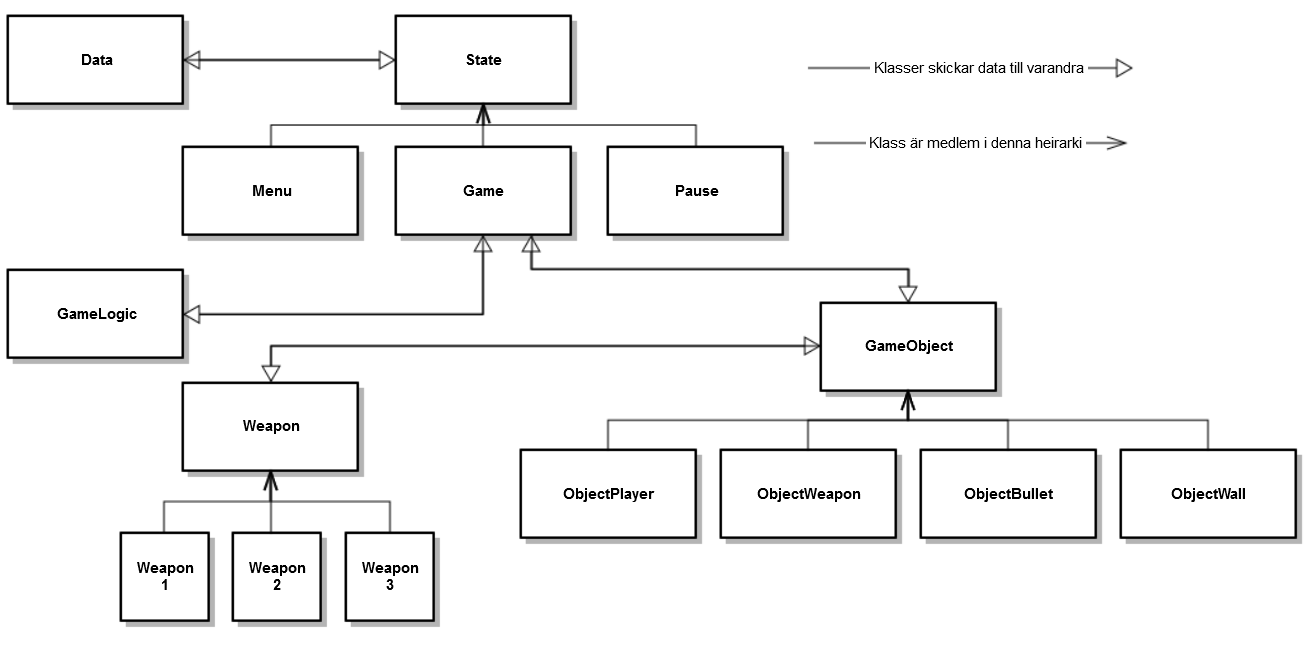 Data
State
Klasser skickar data till varandra
Klass är medlem i denna heirarki
Menu
Game
Pause
GameLogic
GameObject
Weapon
ObjectPlayer
ObjectWeapon
ObjectBullet
ObjectWall
Weapon
1
Weapon
2
Weapon
3